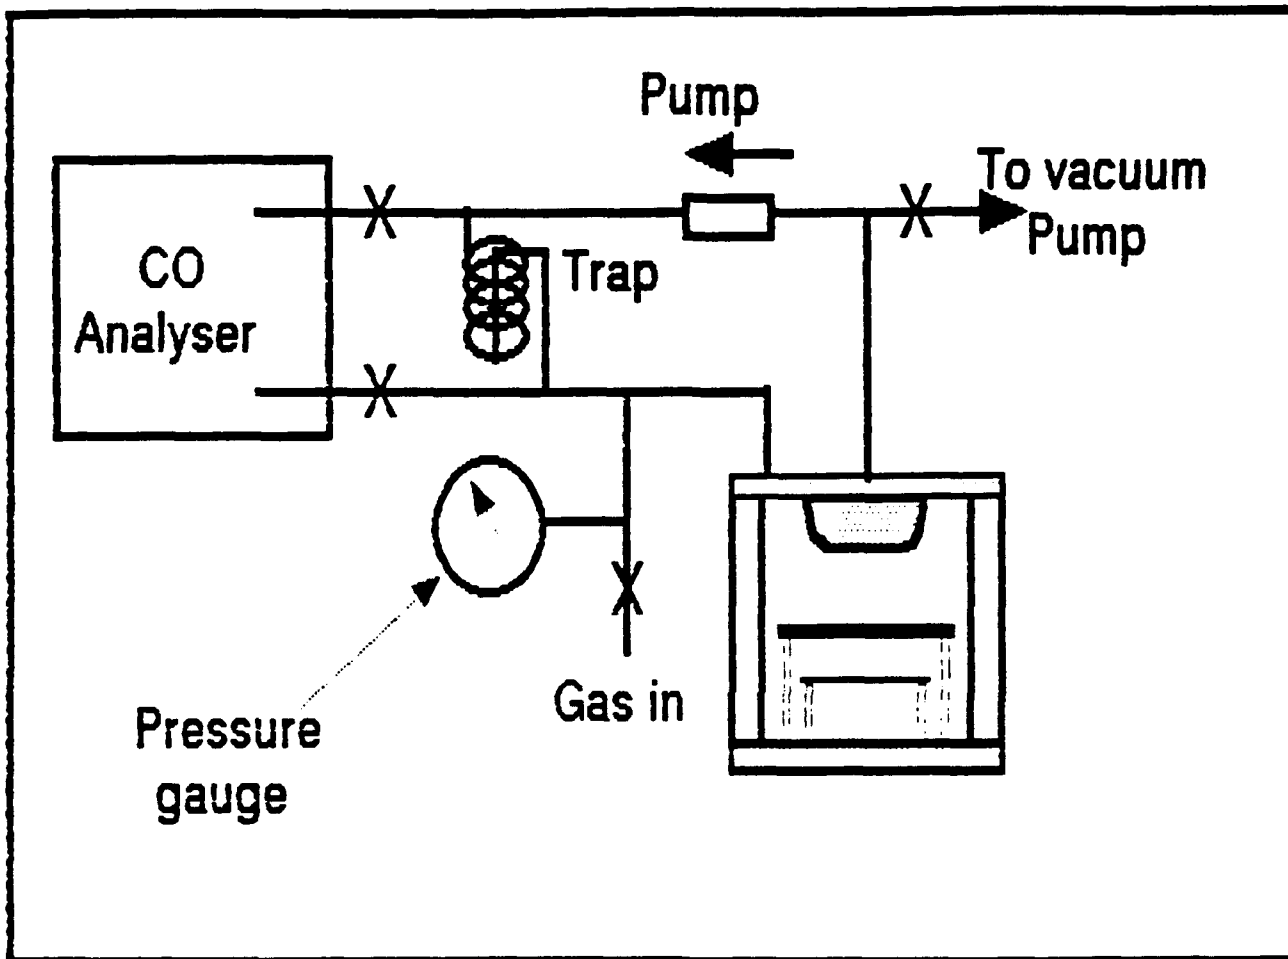 Pump
To vacuum
Pump
CO
Analyser
Trap
Gas in
Pressure
gauge